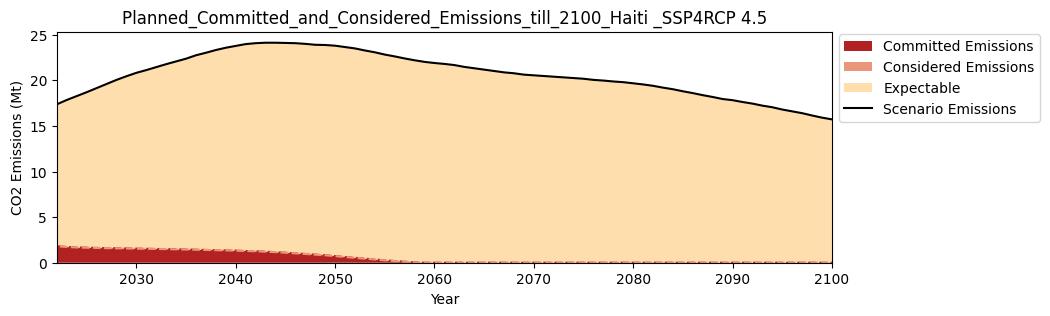 Planned_Committed_and_Considered_Emissions_till_2100_Haiti _SSP4RCP 4.5
25
20
15
10
5
0
CO2 Emissions (Mt)
2030 2040 2050 2060 2070 2080 2090 2100
Year
Committed Emissions
Considered Emissions
Expectable
Scenario Emissions